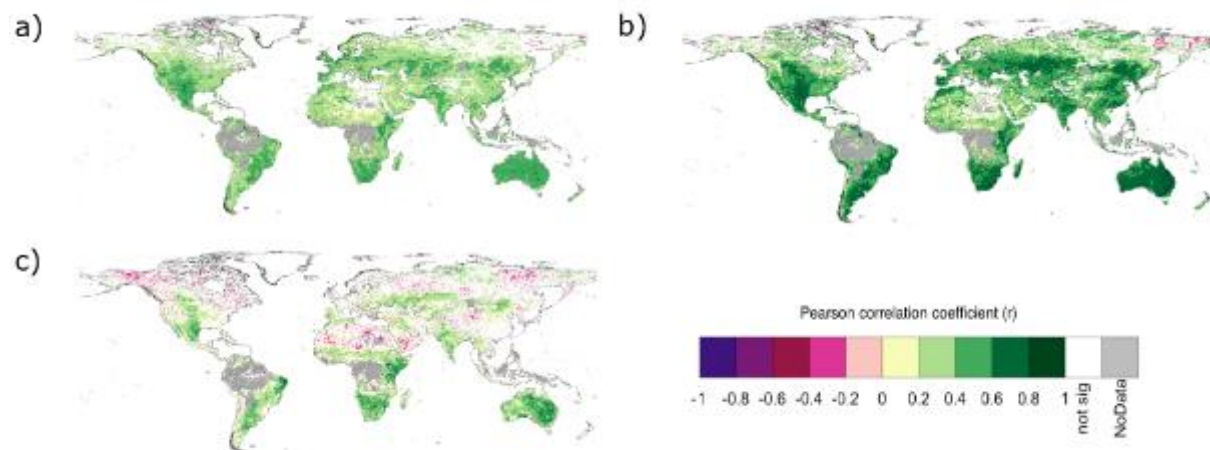 a)
b)
c)
Pearson correlation coefficient (r)
-1 -0.8 -0.6 -0.4 -0.2 0 0.2 0.4 0.6 0.8 1 not sig NoData